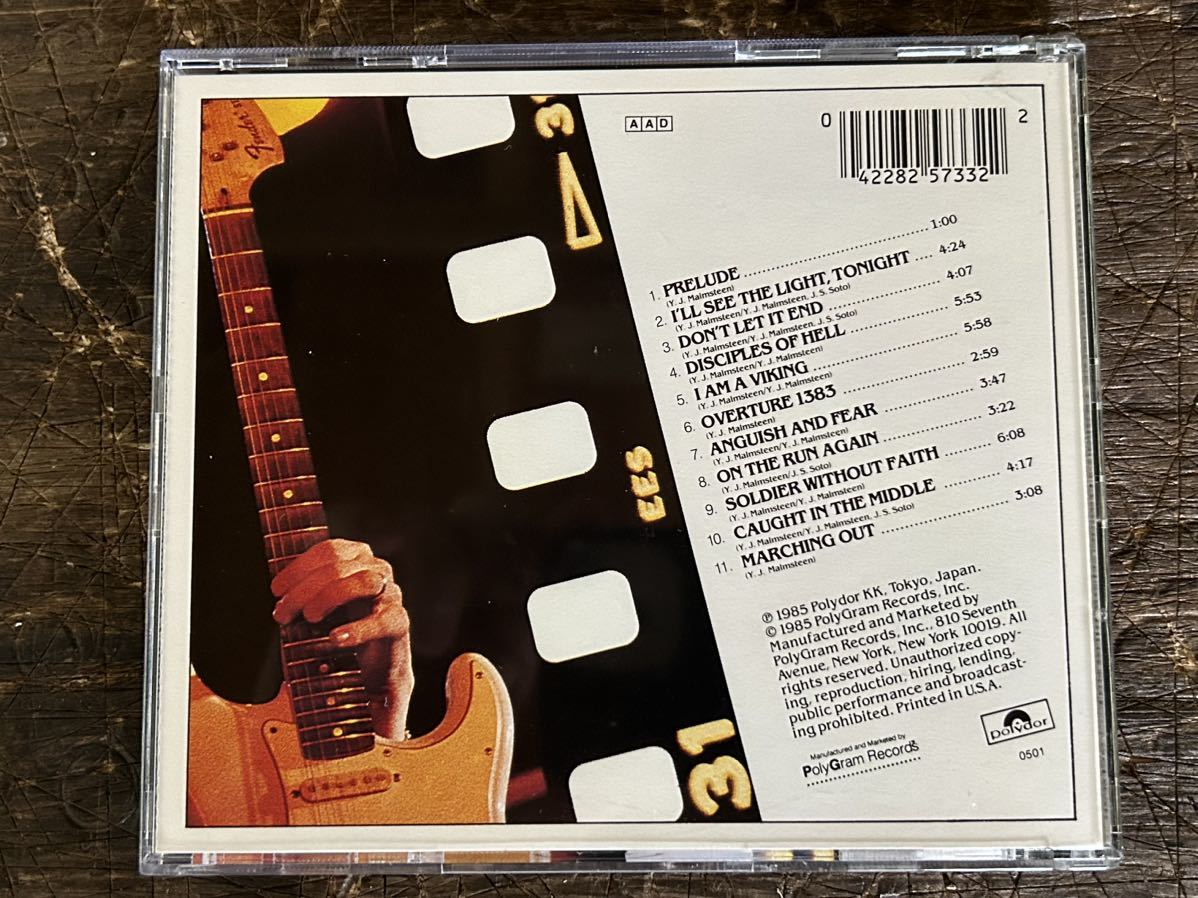 Fender
31
EES
31
AAD
0 42282 57332 2
1. PRELUDE 1:00
(Y. J. Malmsteen)
2. I'LL SEE THE LIGHT, TONIGHT .... 4:24
(Y. J. Malmsteen/Y. J. Malmsteen, J. S. Soto)
3. DON'T LET IT END 4:07
(Y. J. Malmsteen/Y. J. Malmsteen, J. S. Soto)
4. DISCIPLES OF HELL 5:53
(Y. J. Malmsteen/Y. J. Malmsteen)
5. I AM A VIKING 5:58
(Y. J. Malmsteen/Y. J. Malmsteen)
6. OVERTURE 1383 2:59
(Y. J. Malmsteen)
7. ANGUISH AND FEAR 3:47
(Y. J. Malmsteen/Y. J. Malmsteen)
8. ON THE RUN AGAIN 3:22
(Y. J. Malmsteen/J. S. Soto)
9. SOLDIER WITHOUT FAITH 6:08
(Y. J. Malmsteen/Y. J. Malmsteen)
10. CAUGHT IN THE MIDDLE 4:17
(Y. J. Malmsteen/Y. J. Malmsteen, J. S. Soto)
11. MARCHING OUT 3:08
(Y. J. Malmsteen)
℗ 1985 Polydor KK, Tokyo, Japan.
© 1985 PolyGram Records, Inc.
Manufactured and Marketed by
PolyGram Records, Inc., 810 Seventh
Avenue, New York, New York 10019. All
rights reserved. Unauthorized copy-
ing, reproduction, hiring, lending,
public performance and broadcast-
ing prohibited. Printed in U.S.A.
Manufactured and Marketed by
PolyGram Records
polydor
0501